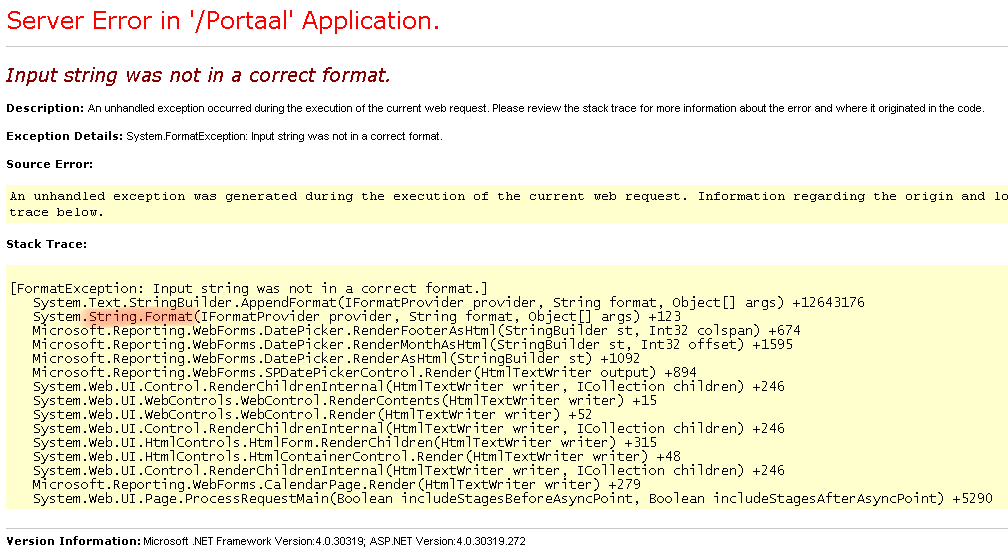 Server Error in '/Portaal' Application.
Input string was not in a correct format.
Description: An unhandled exception occurred during the execution of the current web request. Please review the stack trace for more information about the error and where it originated in the code.
Exception Details: System.FormatException: Input string was not in a correct format.
Source Error:
An unhandled exception was generated during the execution of the current web request. Information regarding the origin and lo
trace below.
Stack Trace:
[FormatException: Input string was not in a correct format.]
System.Text.StringBuilder.AppendFormat(IFormatProvider provider, String format, Object[] args) +12643176
System.String.Format(IFormatProvider provider, String format, Object[] args) +123
Microsoft.Reporting.WebForms.DatePicker.RenderFooterAsHtml(StringBuilder st, Int32 colspan) +674
Microsoft.Reporting.WebForms.DatePicker.RenderMonthAsHtml(StringBuilder st, Int32 offset) +1595
Microsoft.Reporting.WebForms.DatePicker.RenderAsHtml(StringBuilder st) +1092
Microsoft.Reporting.WebForms.SPDatePickerControl.Render(HtmlTextWriter output) +894
System.Web.UI.Control.RenderChildrenInternal(HtmlTextWriter writer, ICollection children) +246
System.Web.UI.WebControls.WebControl.RenderContents(HtmlTextWriter writer) +15
System.Web.UI.WebControls.WebControl.Render(HtmlTextWriter writer) +52
System.Web.UI.Control.RenderChildrenInternal(HtmlTextWriter writer, ICollection children) +246
System.Web.UI.HtmlControls.HtmlForm.RenderChildren(HtmlTextWriter writer) +315
System.Web.UI.HtmlControls.HtmlContainerControl.Render(HtmlTextWriter writer) +48
System.Web.UI.Control.RenderChildrenInternal(HtmlTextWriter writer, ICollection children) +246
Microsoft.Reporting.WebForms.CalendarPage.Render(HtmlTextWriter writer) +279
System.Web.UI.Page.ProcessRequestMain(Boolean includeStagesBeforeAsyncPoint, Boolean includeStagesAfterAsyncPoint) +5290
Version Information: Microsoft .NET Framework Version:4.0.30319; ASP.NET Version:4.0.30319.272